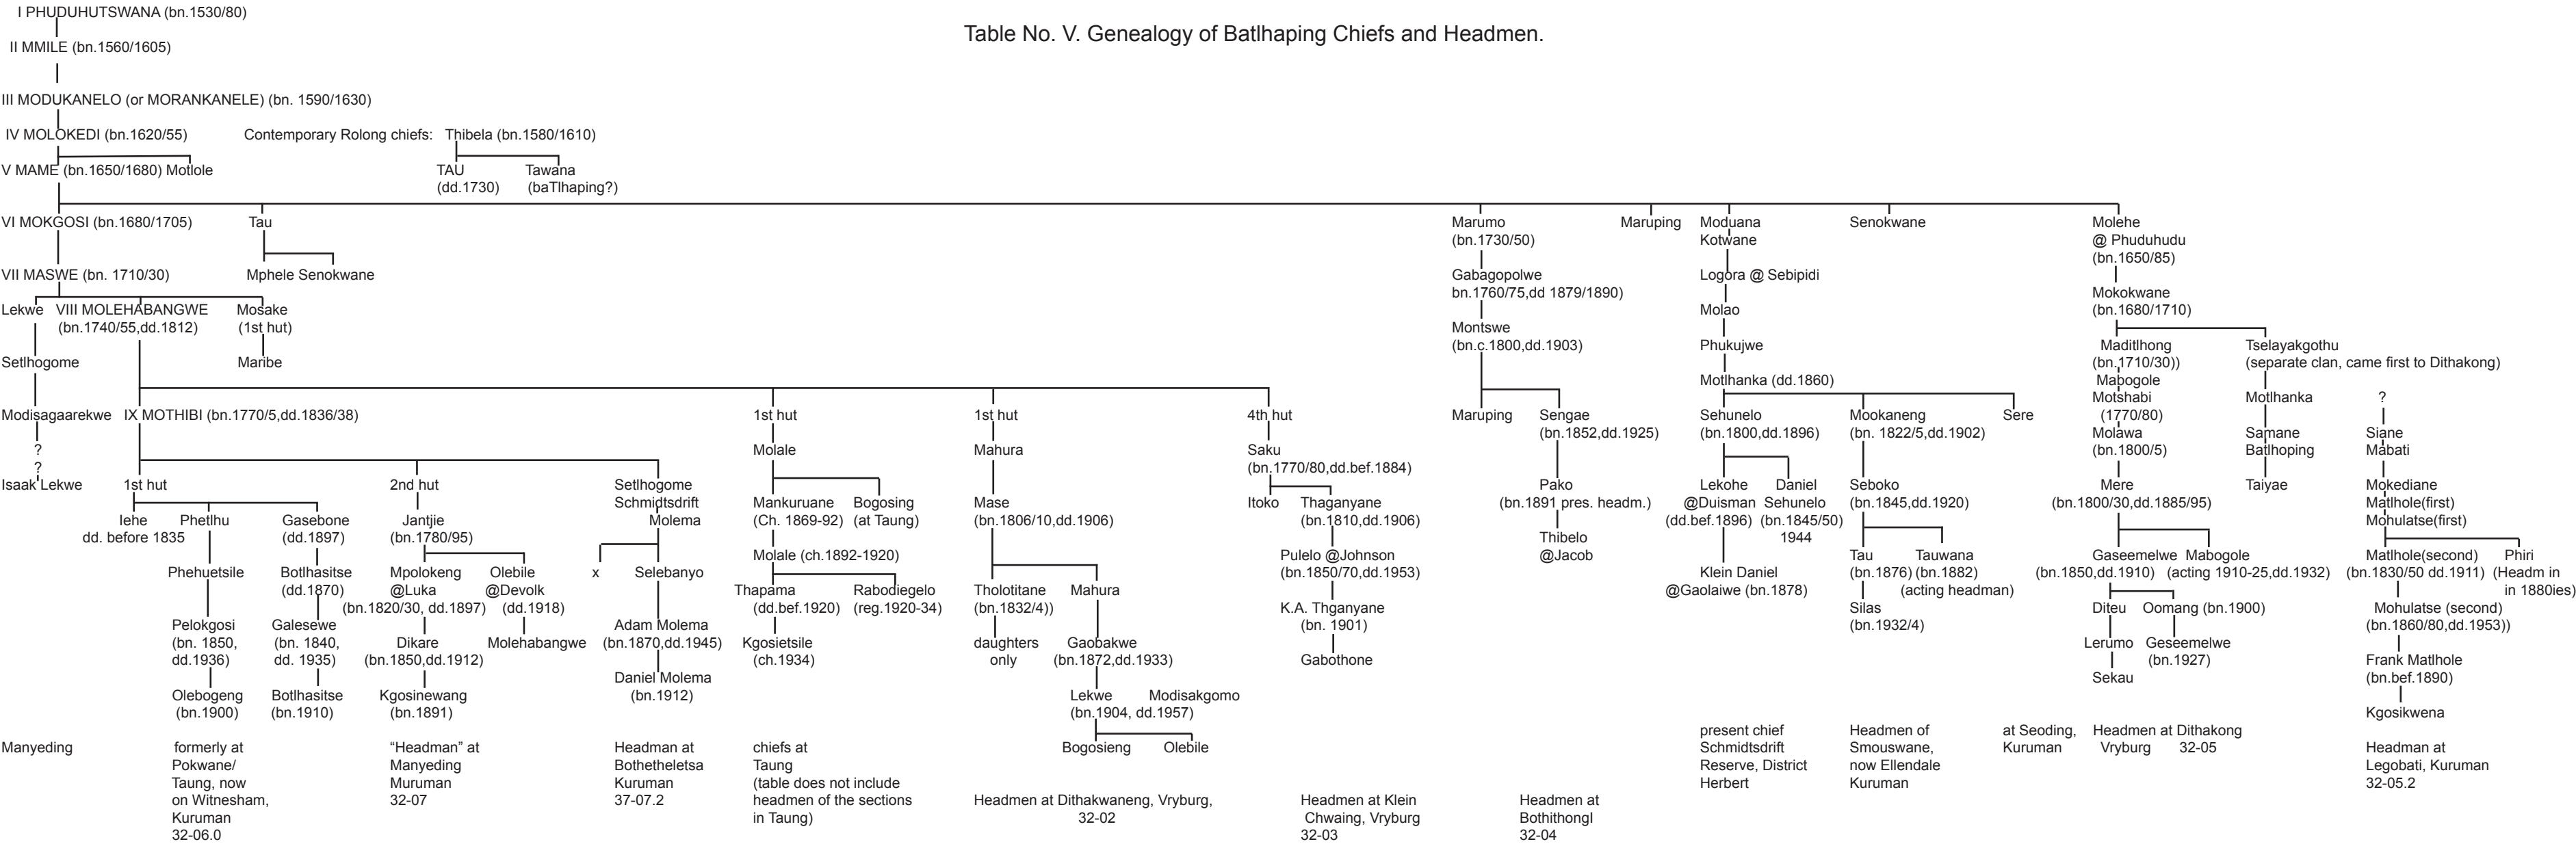 Table No. V. Genealogy of Batlhaping Chiefs and Headmen.
I PHUDUHUTSWANA (bn.1530/80)
II MMILE (bn.1560/1605)
III MODUKANELO (or MORANKANELE) (bn. 1590/1630)
IV MOLOKEDI (bn.1620/55)
Contemporary Rolong chiefs: Thibela (bn.1580/1610)
V MAME (bn.1650/1680) Motlole
TAU
(dd.1730)
Tawana
(baTlhaping?)
VI MOKGOSI (bn.1680/1705)
Tau
Marumo
(bn.1730/50)
Maruping
Moduana
Kotwane
Senokwane
Molehe
@ Phuduhudu
(bn.1650/85)
VII MASWE (bn. 1710/30)
Mphele Senokwane
Gabagopolwe
bn.1760/75,dd 1879/1890)
Logora @ Sebipidi
Mokokwane
(bn.1680/1710)
Lekwe
VIII MOLEHABANGWE
(bn.1740/55,dd.1812)
Mosake
(1st hut)
Montswe
(bn.c.1800,dd.1903)
Molao
Setlhogome
Maribe
Phukujwe
Maditlhong
(bn.1710/30))
Mabogole
Tselayakgothu
(separate clan, came first to Dithakong)
Motlhanka (dd.1860)
Modisagaarekwe
IX MOTHIBI (bn.1770/5,dd.1836/38)
1st hut
1st hut
4th hut
Maruping
Sengae
(bn.1852,dd.1925)
Sehunelo
(bn.1800,dd.1896)
Mookaneng
(bn. 1822/5,dd.1902)
Sere
Motshabi
(1770/80)
Motlhanka
?
?
?
Isaak Lekwe
Molale
Mahura
Saku
(bn.1770/80,dd.bef.1884)
Molawa
(bn.1800/5)
Samane
Batlhoping
Siane
Mabati
1st hut
2nd hut
Setlhogome
Schmidtsdrift
Molema
Mankuruane
(Ch. 1869-92)
Bogosing
(at Taung)
Mase
(bn.1806/10,dd.1906)
Itoko
Thaganyane
(bn.1810,dd.1906)
Pako
(bn.1891 pres. headm.)
Lekohe
@Duisman
(dd.bef.1896)
Daniel
Sehunelo
(bn.1845/50)
1944
Seboko
(bn.1845,dd.1920)
Mere
(bn.1800/30,dd.1885/95)
Taiyae
Mokediane
Matlhole(first)
Mohulatse(first)
Iehe
dd. before 1835
Phetlhu
Gasebone
(dd.1897)
Jantjie
(bn.1780/95)
Molale (ch.1892-1920)
Pulelo @Johnson
(bn.1850/70,dd.1953)
Thibelo
@Jacob
Klein Daniel
@Gaolaiwe (bn.1878)
Tau
(bn.1876)
Tauwana
(bn.1882)
(acting headman)
Gaseemelwe
(bn.1850,dd.1910)
Mabogole
(acting 1910-25,dd.1932)
Matlhole(second)
(bn.1830/50 dd.1911)
Phiri
(Headm in
in 1880ies)
Phehuetsile
Botlhasitse
(dd.1870)
Mpolokeng
@Luka
(bn.1820/30, dd.1897)
Olebile
@Devolk
(dd.1918)
x
Selebanyo
Thapama
(dd.bef.1920)
Rabodiegelo
(reg.1920-34)
Tholotitane
(bn.1832/4))
Mahura
K.A. Thganyane
(bn. 1901)
Silas
(bn.1932/4)
Diteu
Oomang (bn.1900)
Mohulatse (second)
(bn.1860/80,dd.1953))
Pelokgosi
(bn. 1850,
dd.1936)
Galesewe
(bn. 1840,
dd. 1935)
Dikare
(bn.1850,dd.1912)
Molehabangwe
Adam Molema
(bn.1870,dd.1945)
Kgosietsile
(ch.1934)
daughters
only
Gaobakwe
(bn.1872,dd.1933)
Gabothone
Lerumo
Sekau
Geseemelwe
(bn.1927)
Frank Matlhole
(bn.bef.1890)
Olebogeng
(bn.1900)
Botlhasitse
(bn.1910)
Kgosinewang
(bn.1891)
Daniel Molema
(bn.1912)
Lekwe
(bn.1904, dd.1957)
Modisakgomo
Kgosikwena
Bogosieng
Olebile
Manyeding
formerly at
Pokwane/
Taung, now
on Witnesham,
Kuruman
32-06.0
“Headman” at
Manyeding
Muruman
32-07
Headman at
Bothetheletsa
Kuruman
37-07.2
chiefs at
Taung
(table does not include
headmen of the sections
in Taung)
Headmen at Dithakwaneng, Vryburg,
32-02
Headmen at Klein
Chwaing, Vryburg
32-03
Headmen at
BothithongI
32-04
present chief
Schmidtsdrift
Reserve, District
Herbert
Headmen of
Smouswane,
now Ellendale
Kuruman
at Seoding,
Kuruman
Headmen at Dithakong
Vryburg 32-05
Headman at
Legobati, Kuruman
32-05.2